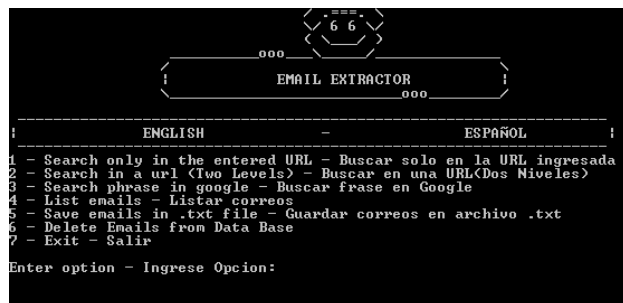 6 6
ooo
EMAIL EXTRACTOR
ooo
ENGLISH - ESPAÑOL
1 - Search only in the entered URL - Buscar solo en la URL ingresada
2 - Search in a url (Two Levels) - Buscar en una URL(Dos Niveles)
3 - Search phrase in google - Buscar frase en Google
4 - List emails - Listar correos
5 - Save emails in .txt file - Guardar correos en archivo .txt
6 - Delete Emails from Data Base
7 - Exit - Salir
Enter option - Ingrese Opcion: